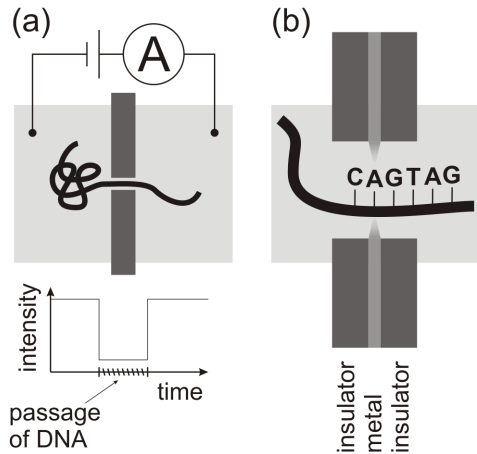 (a)
A
intensity
time
passage
of DNA
(b)
CAGTAG
insulator
metal
insulator